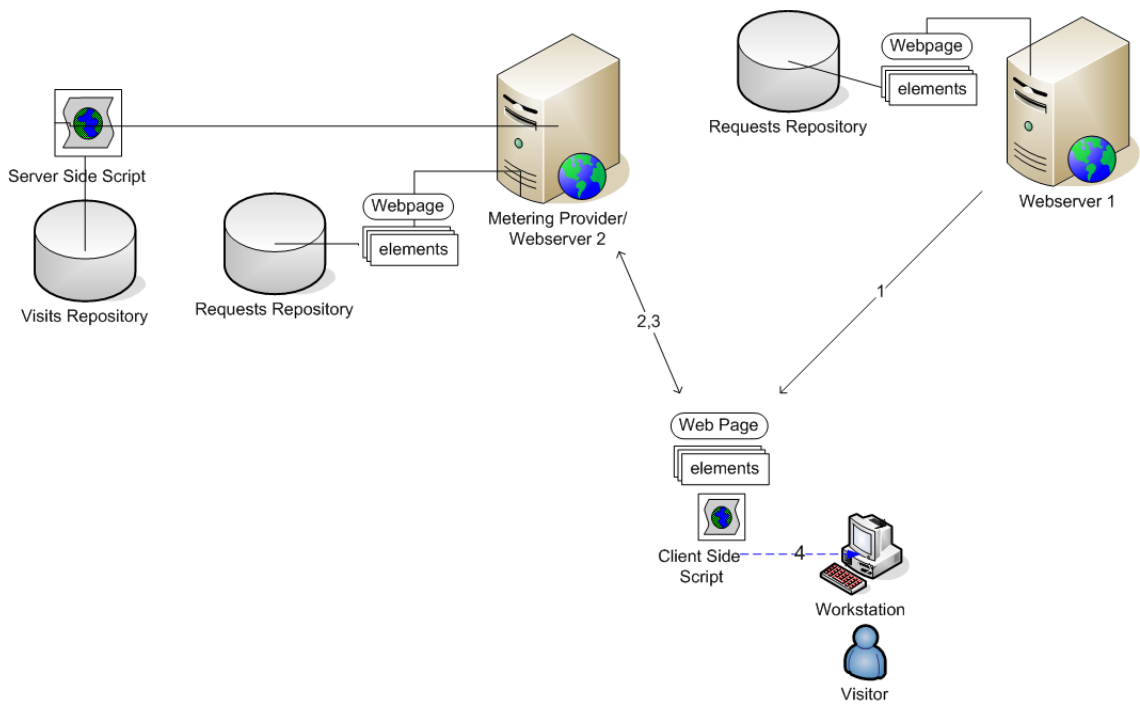 Webpage
elements
Requests Repository
Webserver 1
Server Side Script
Visits Repository
Webpage
elements
Requests Repository
Metering Provider/
Webserver 2
1
2,3
Web Page
elements
Client Side
Script
4
Workstation
Visitor